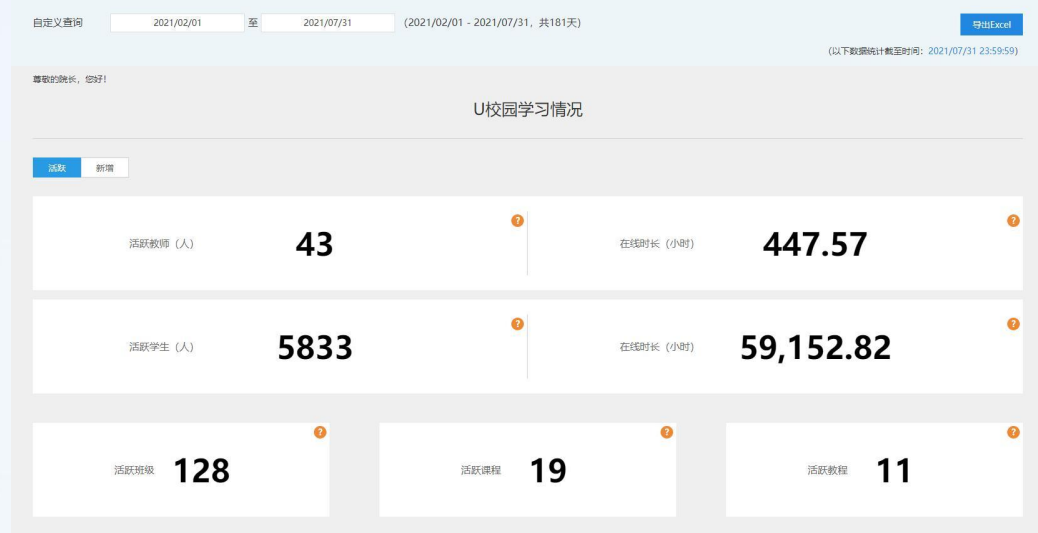 自定义查询 2021/02/01 至 2021/07/31 (2021/02/01 - 2021/07/31, 共181天) 导出Excel
(以下数据统计截至时间: 2021/07/31 23:59:59)
尊敬的院长, 您好!
U校园学习情况
活跃 新增
活跃教师 (人) 43 ? 在线时长 (小时) 447.57 ?
活跃学生 (人) 5833 ? 在线时长 (小时) 59,152.82 ?
活跃班级 128 ? 活跃课程 19 ? 活跃教程 11 ?